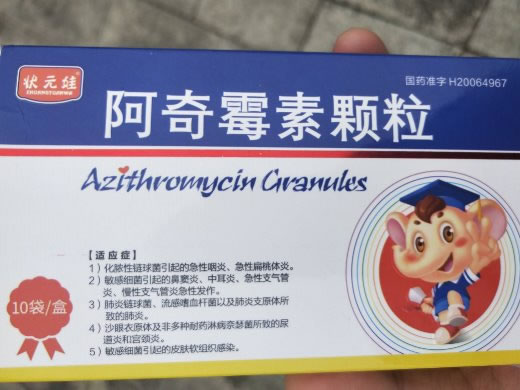 国药准字 H20064967
状元娃
ZHUANGYUANWA
阿奇霉素颗粒
Azithromycin Granules
【适应症】
1）化脓性链球菌引起的急性咽炎、急性扁桃体炎。
2）敏感细菌引起的鼻窦炎、中耳炎、急性支气管
炎、慢性支气管炎急性发作。
3）肺炎链球菌、流感嗜血杆菌以及肺炎支原体所
致的肺炎。
4）沙眼衣原体及非多种耐药淋病奈瑟菌所致的尿
道炎和宫颈炎。
5）敏感细菌引起的皮肤软组织感染。
10袋/盒